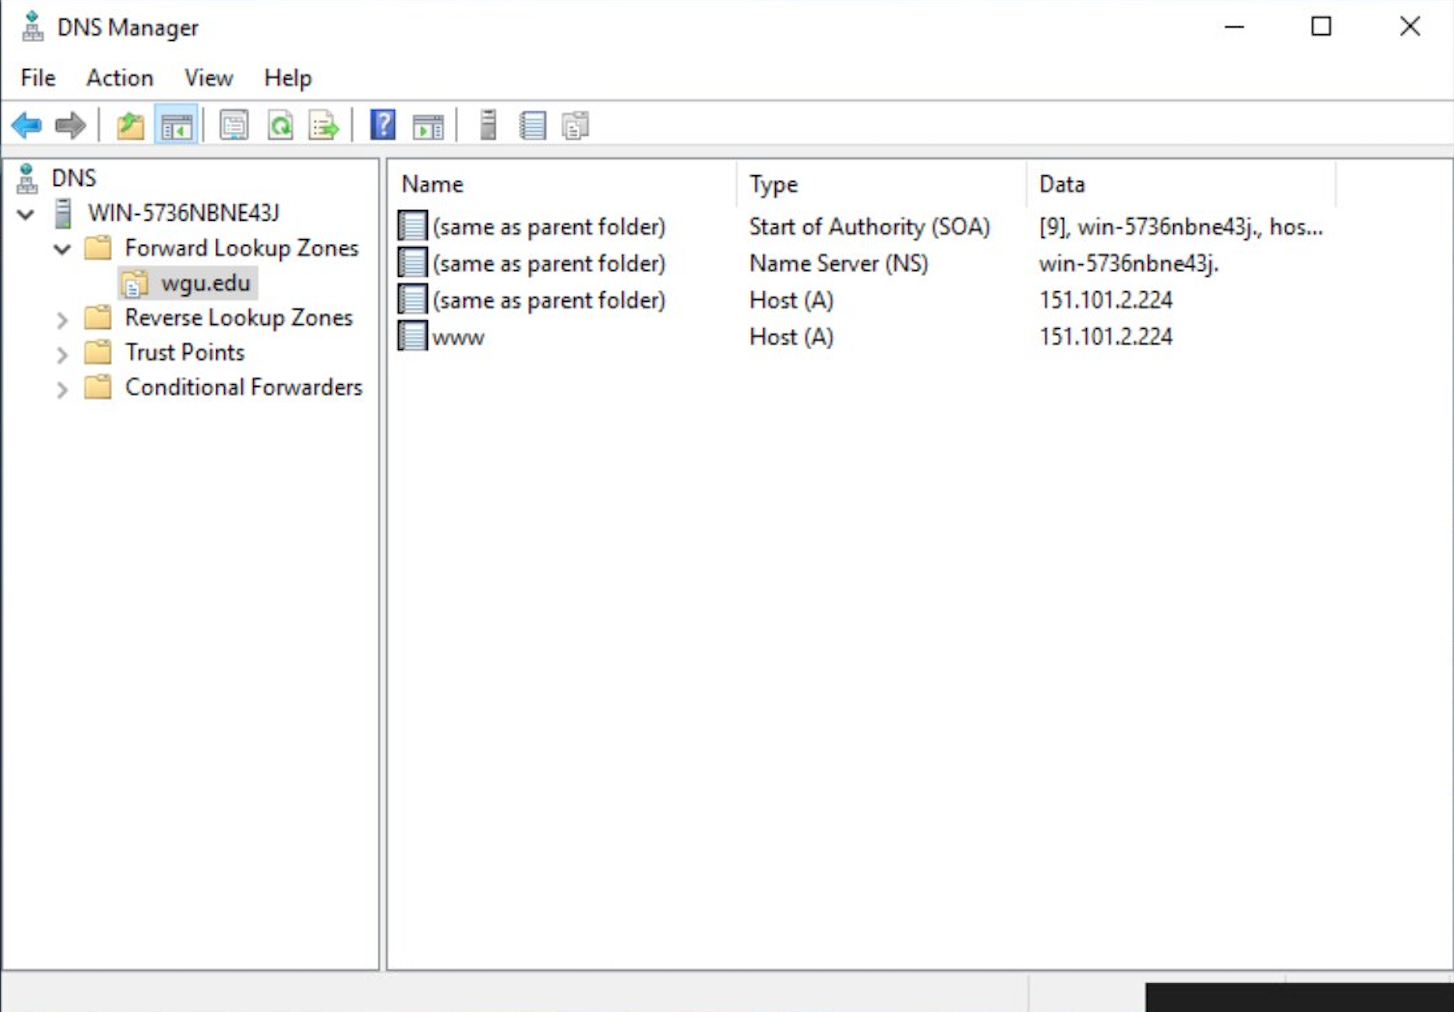 DNS Manager
File Action View Help
DNS
WIN-5736NBNE43J
Forward Lookup Zones
wgu.edu
Reverse Lookup Zones
Trust Points
Conditional Forwarders
Name Type Data
(same as parent folder) Start of Authority (SOA) [9], win-5736nbne43j., hos...
(same as parent folder) Name Server (NS) win-5736nbne43j.
(same as parent folder) Host (A) 151.101.2.224
www Host (A) 151.101.2.224